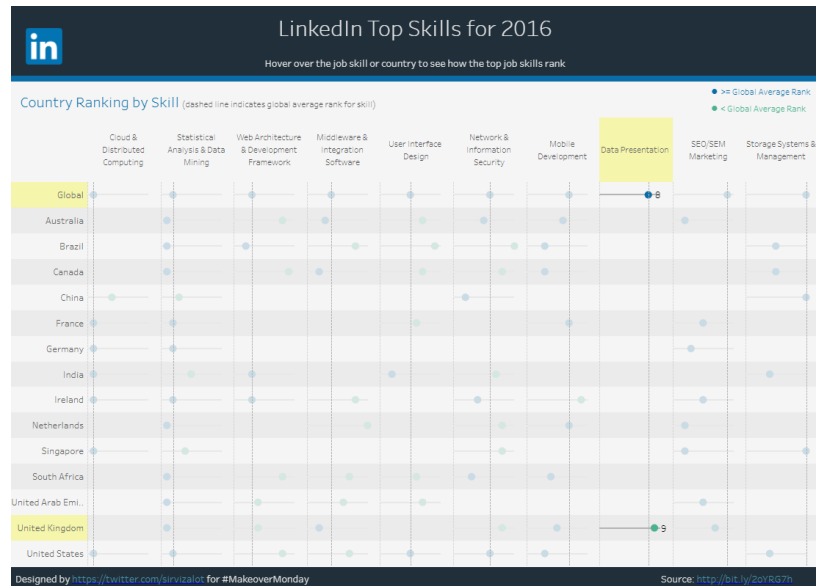 in
LinkedIn Top Skills for 2016
Hover over the job skill or country to see how the top job skills rank
Country Ranking by Skill (dashed line indicates global average rank for skill)
>= Global Average Rank
< Global Average Rank
Cloud &
Distributed
Computing
Statistical
Analysis & Data
Mining
Web Architecture
& Development
Framework
Middleware &
Integration
Software
User Interface
Design
Network &
Information
Security
Mobile
Development
Data Presentation
SEO/SEM
Marketing
Storage Systems &
Management
Global
8
Australia
Brazil
Canada
China
France
Germany
India
Ireland
Netherlands
Singapore
South Africa
United Arab Emi..
United Kingdom
9
United States
Designed by https://twitter.com/sirvizalot for #MakeoverMonday
Source: http://bit.ly/2oYRG7h